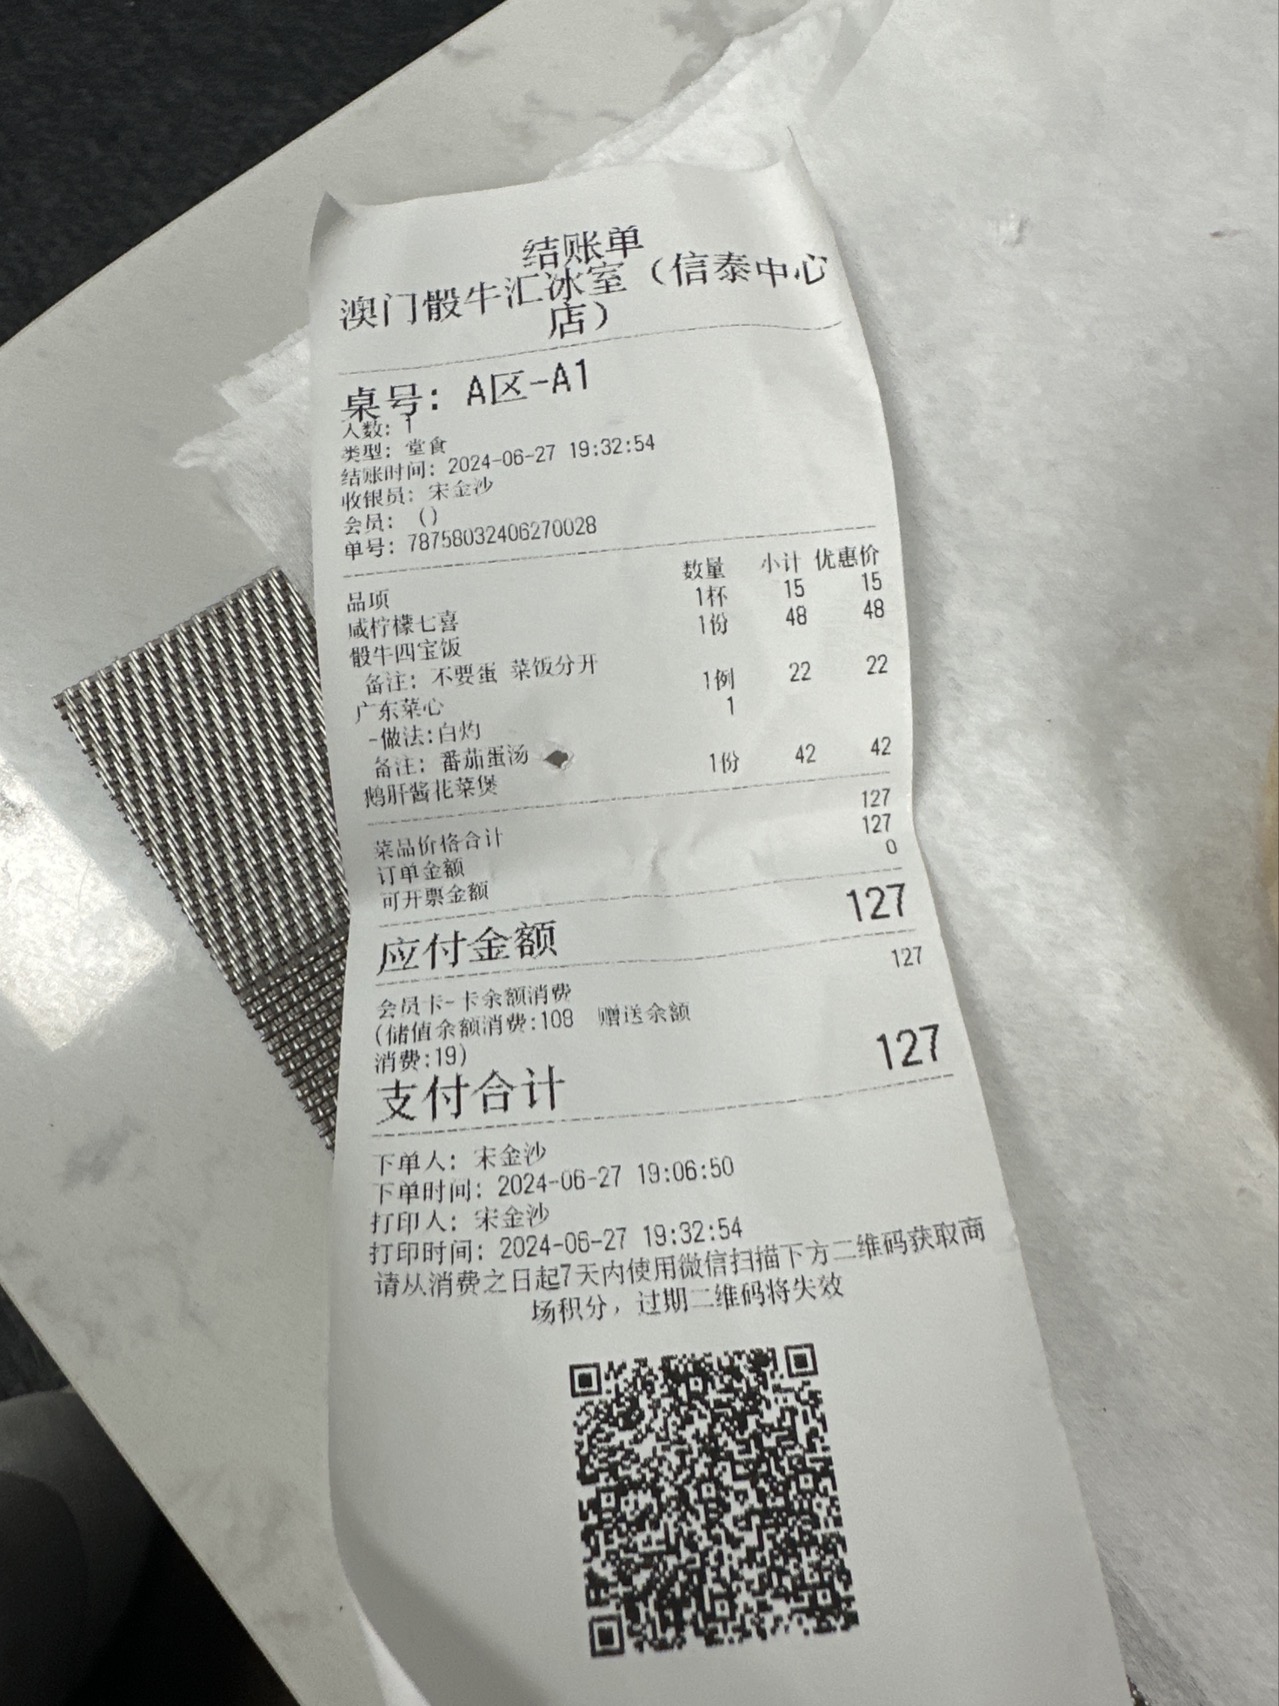 结账单
澳门骰牛汇冰室（信泰中心
店）
桌号：A区-A1
人数：1
类型：堂食
结账时间：2024-06-27 19:32:54
收银员：宋金沙
会员：()
单号：78758032406270028
品项 数量 小计 优惠价
咸柠檬七喜 1杯 15 15
骰牛四宝饭 1份 48 48
备注：不要蛋 菜饭分开
广东菜心 1例 22 22
-做法:白灼 1
备注：番茄蛋汤
鹅肝酱花菜煲 1份 42 42
菜品价格合计 127
订单金额 127
可开票金额 0
应付金额 127
会员卡-卡余额消费 127
(储值余额消费:108 赠送余额
消费:19)
支付合计 127
下单人：宋金沙
下单时间：2024-06-27 19:06:50
打印人：宋金沙
打印时间：2024-06-27 19:32:54
请从消费之日起7天内使用微信扫描下方二维码获取商
场积分，过期二维码将失效